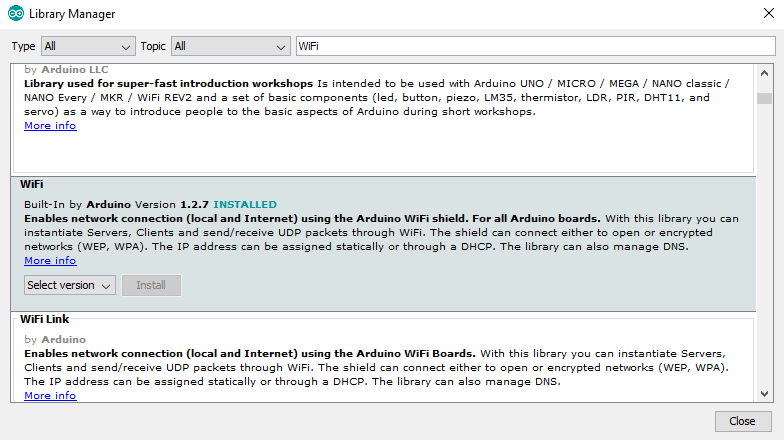 Library Manager
Type All Topic All WiFi
by Arduino LLC
Library used for super-fast introduction workshops Is intended to be used with Arduino UNO / MICRO / MEGA / NANO classic /
NANO Every / MKR / WiFi REV2 and a set of basic components (led, button, piezo, LM35, thermistor, LDR, PIR, DHT11, and
servo) as a way to introduce people to the basic aspects of Arduino during short workshops.
More info
WiFi
Built-In by Arduino Version 1.2.7 INSTALLED
Enables network connection (local and Internet) using the Arduino WiFi shield. For all Arduino boards. With this library you can
instantiate Servers, Clients and send/receive UDP packets through WiFi. The shield can connect either to open or encrypted
networks (WEP, WPA). The IP address can be assigned statically or through a DHCP. The library can also manage DNS.
More info
Select version Install
WiFi Link
by Arduino
Enables network connection (local and Internet) using the Arduino WiFi Boards. With this library you can instantiate Servers,
Clients and send/receive UDP packets through WiFi. The shield can connect either to open or encrypted networks (WEP, WPA).
The IP address can be assigned statically or through a DHCP. The library can also manage DNS.
More info
Close